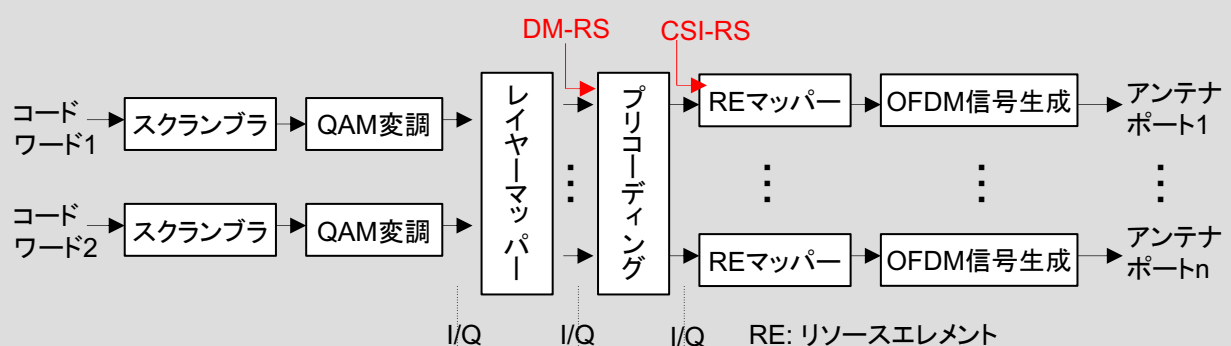 DM-RS
CSI-RS
コード
ワード1
スクランブラ
QAM変調
レイヤーマッパー
プリコーディング
REマッパー
OFDM信号生成
アンテナ
ポート1
コード
ワード2
スクランブラ
QAM変調
REマッパー
OFDM信号生成
アンテナ
ポートn
I/Q
I/Q
I/Q
RE: リソースエレメント